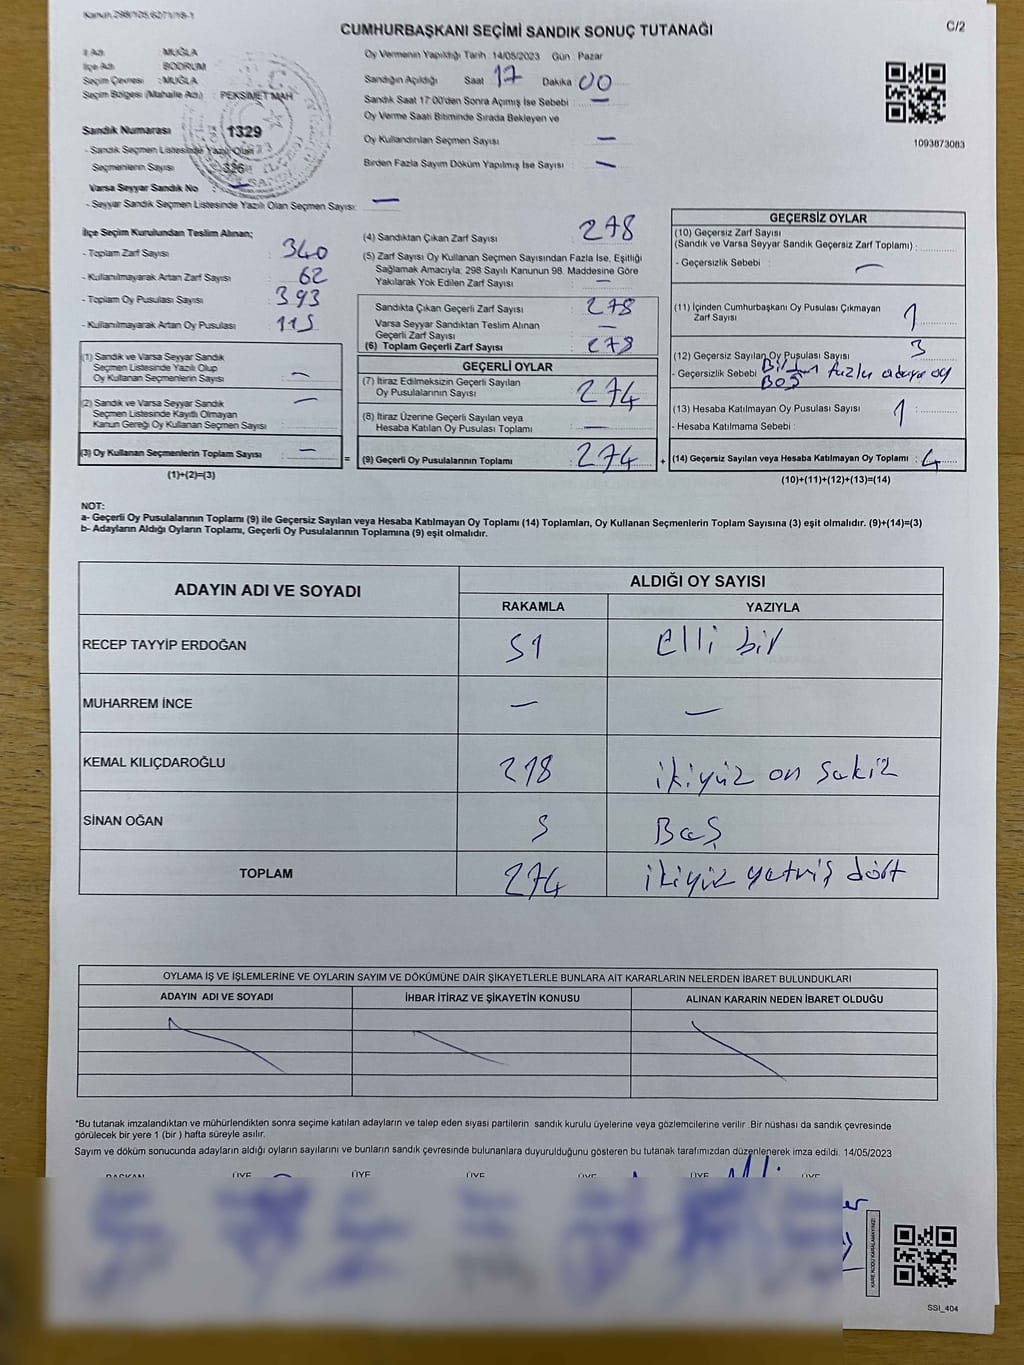 Kanun.298/105,6271/18-1
CUMHURBAŞKANI SEÇİMİ SANDIK SONUÇ TUTANAĞI
C/2
İl Adı : MUĞLA
İlçe Adı : BODRUM
Seçim Çevresi : MUĞLA
Seçim Bölgesi (Mahalle Adı) : PEKSİMET MAH
Sandık Numarası : 1329
- Sandık Seçmen Listesinde Yazılı Olan
Seçmenlerin Sayısı : 326
Varsa Seyyar Sandık No : —
- Seyyar Sandık Seçmen Listesinde Yazılı Olan Seçmen Sayısı: —
Oy Vermenin Yapıldığı Tarih : 14/05/2023 Gün : Pazar
Sandığın Açıldığı Saat 17 Dakika 00
Sandık Saat 17:00'den Sonra Açımış İse Sebebi : —
Oy Verme Saati Bitiminde Sırada Bekleyen ve
Oy Kullandırılan Seçmen Sayısı : —
Birden Fazla Sayım Döküm Yapılmış İse Sayısı : —
1093873083
İlçe Seçim Kurulundan Teslim Alınan;
- Toplam Zarf Sayısı : 340
- Kullanılmayarak Artan Zarf Sayısı : 62
- Toplam Oy Pusulası Sayısı : 393
- Kullanılmayarak Artan Oy Pusulası : 115
(1) Sandık ve Varsa Seyyar Sandık
Seçmen Listesinde Yazılı Olup
Oy Kullanan Seçmenlerin Sayısı : —
(2) Sandık ve Varsa Seyyar Sandık
Seçmen Listesinde Kayıtlı Olmayan
Kanun Gereği Oy Kullanan Seçmen Sayısı : —
(3) Oy Kullanan Seçmenlerin Toplam Sayısı : — =
(1)+(2)=(3)
(4) Sandıktan Çıkan Zarf Sayısı : 278
(5) Zarf Sayısı Oy Kullanan Seçmen Sayısından Fazla İse, Eşitliği
Sağlamak Amacıyla, 298 Sayılı Kanunun 98. Maddesine Göre
Yakılarak Yok Edilen Zarf Sayısı : —
Sandıkta Çıkan Geçerli Zarf Sayısı : 278
Varsa Seyyar Sandıktan Teslim Alınan
Geçerli Zarf Sayısı : —
(6) Toplam Geçerli Zarf Sayısı : 278
GEÇERLİ OYLAR
(7) İtiraz Edilmeksizin Geçerli Sayılan
Oy Pusulalarının Sayısı : 274
(8) İtiraz Üzerine Geçerli Sayılan veya
Hesaba Katılan Oy Pusulası Toplamı : —
(9) Geçerli Oy Pusulalarının Toplamı : 274 +
GEÇERSİZ OYLAR
(10) Geçersiz Zarf Sayısı
(Sandık ve Varsa Seyyar Sandık Geçersiz Zarf Toplamı) :
- Geçersizlik Sebebi : —
(11) İçinden Cumhurbaşkanı Oy Pusulası Çıkmayan
Zarf Sayısı : 1
(12) Geçersiz Sayılan Oy Pusulası Sayısı : 3
- Geçersizlik Sebebi fazla adaya oy
BOŞ
(13) Hesaba Katılmayan Oy Pusulası Sayısı : 1
- Hesaba Katılmama Sebebi :
(14) Geçersiz Sayılan veya Hesaba Katılmayan Oy Toplamı : 4
(10)+(11)+(12)+(13)=(14)
NOT:
a- Geçerli Oy Pusulalarının Toplamı (9) ile Geçersiz Sayılan veya Hesaba Katılmayan Oy Toplamı (14) Toplamları, Oy Kullanan Seçmenlerin Toplam Sayısına (3) eşit olmalıdır. (9)+(14)=(3)
b- Adayların Aldığı Oyların Toplamı, Geçerli Oy Pusulalarının Toplamına (9) eşit olmalıdır.
ADAYIN ADI VE SOYADI ALDIĞI OY SAYISI
RAKAMLA YAZIYLA
RECEP TAYYİP ERDOĞAN 51 elli bir
MUHARREM İNCE — —
KEMAL KILIÇDAROĞLU 218 ikiyüz on sekiz
SİNAN OĞAN 5 Beş
TOPLAM 274 ikiyüz yetmiş dört
OYLAMA İŞ VE İŞLEMLERİNE VE OYLARIN SAYIM VE DÖKÜMÜNE DAİR ŞİKAYETLERLE BUNLARA AİT KARARLARIN NELERDEN İBARET BULUNDUKLARI
ADAYIN ADI VE SOYADI İHBAR İTİRAZ VE ŞİKAYETİN KONUSU ALINAN KARARIN NEDEN İBARET OLDUĞU
*Bu tutanak imzalandıktan ve mühürlendikten sonra seçime katılan adayların ve talep eden siyasi partilerin sandık kurulu üyelerine veya gözlemcilerine verilir .Bir nüshası da sandık çevresinde
görülecek bir yere 1 (bir ) hafta süreyle asılır.
Sayım ve döküm sonucunda adayların aldığı oyların sayılarını ve bunların sandık çevresinde bulunanlara duyurulduğunu gösteren bu tutanak tarafımızdan düzenlenerek imza edildi. 14/05/2023
BAŞKAN ÜYE ÜYE ÜYE ÜYE ÜYE ÜYE
KARE KODU KARALAMAYINIZ!
SSI_404